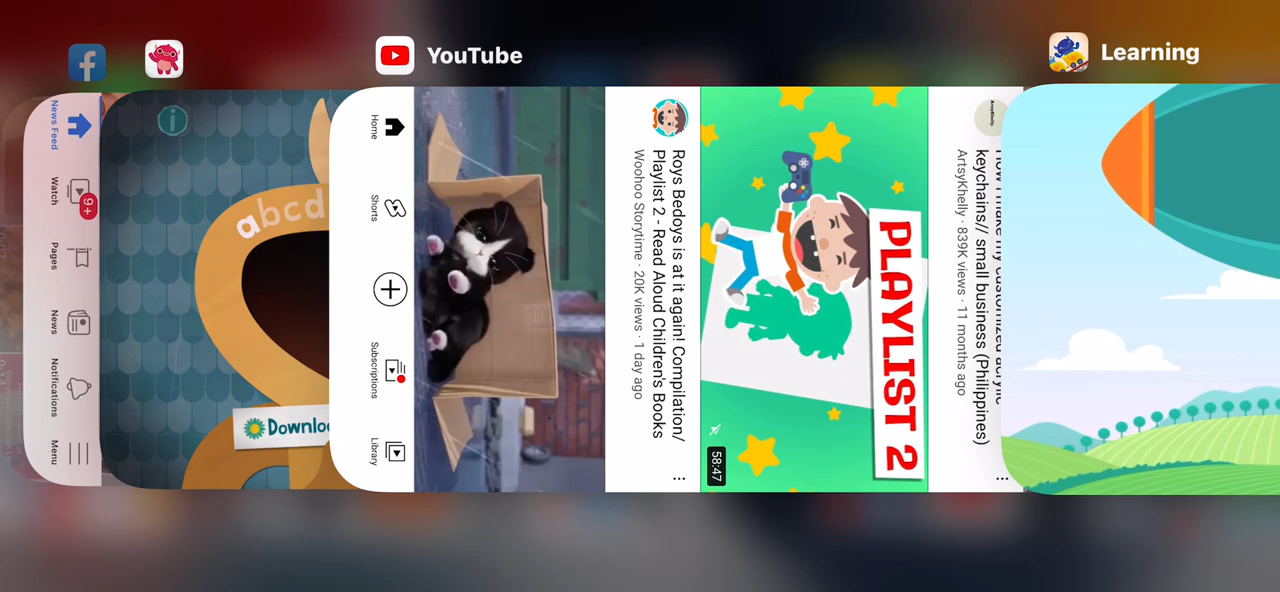 YouTube
Learning
News Feed
Watch
9+
Pages
News
Notifications
Menu
abcd
i
Home
Shorts
Subscriptions
Library
Roys Bedoys is at it again! Compilation/
Playlist 2 - Read Aloud Children's Books
Woohoo Storytime · 20K views · 1 day ago
PLAYLIST 2
58:47
keychains// small business (Philippines)
ArtsyKhelly · 839K views · 11 months ago